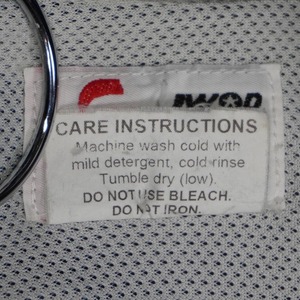 CARE INSTRUCTIONS
Machine wash cold with
mild detergent, cold rinse
Tumble dry (low).
DO NOT USE BLEACH.
DO NOT IRON.